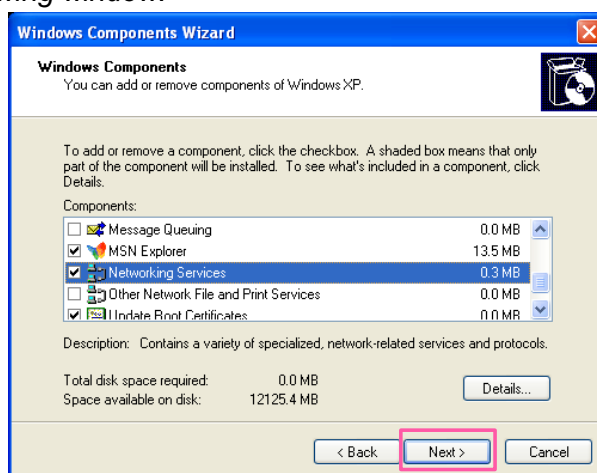 Windows Components Wizard
Windows Components
You can add or remove components of Windows XP.
To add or remove a component, click the checkbox. A shaded box means that only
part of the component will be installed. To see what's included in a component, click
Details.
Components:
Message Queuing 0.0 MB
MSN Explorer 13.5 MB
Networking Services 0.3 MB
Other Network File and Print Services 0.0 MB
Update Root Certificates 0.0 MB
Description: Contains a variety of specialized, network-related services and protocols.
Total disk space required: 0.0 MB
Space available on disk: 12125.4 MB
Details...
< Back Next > Cancel